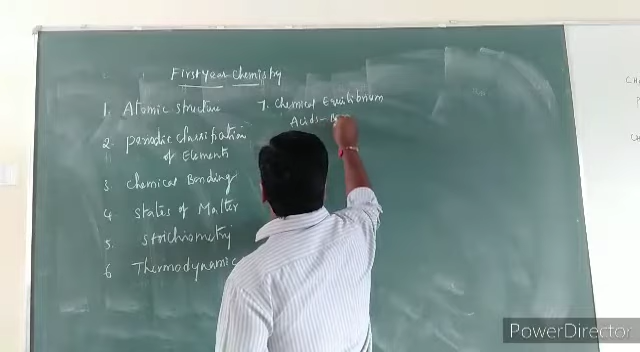 First year Chemistry
1. Atomic structure
2. Periodic classification
of Elements
3. Chemical Bonding
4. States of Matter
5. Stoichiometry
6 Thermodynamic
7. Chemical Equilibrium
Acids-B
PowerDirector